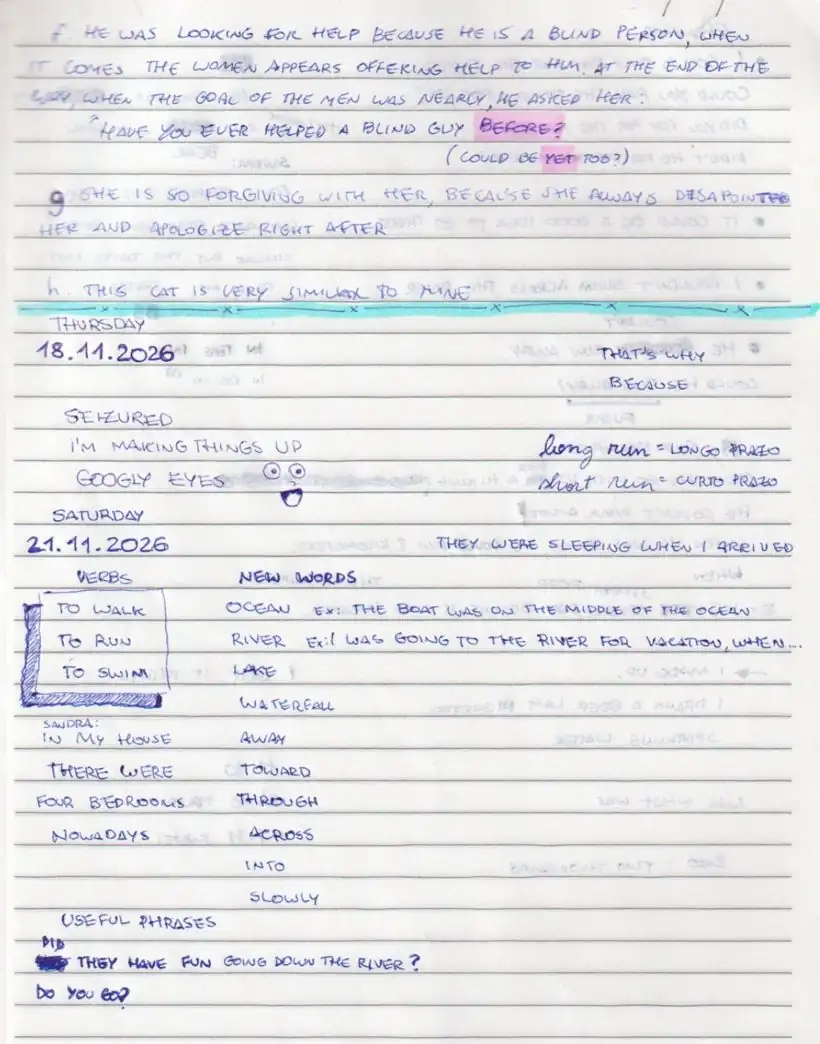 f. HE WAS LOOKING FOR HELP BECAUSE HE IS A BLIND PERSON, WHEN
IT COMES THE WOMEN APPEARS OFFERING HELP TO HIM. AT THE END OF THE
WAY, WHEN THE GOAL OF THE MEN WAS NEARLY, HE ASKED HER:
"HAVE YOU EVER HELPED A BLIND GUY BEFORE?
(COULD BE YET TOO?)
g SHE IS SO FORGIVING WITH HER, BECAUSE SHE ALWAYS DESAPOINTED
HER AND APOLOGIZE RIGHT AFTER
h. THIS CAT IS VERY SIMILAR TO MINE
THURSDAY
18.11.2026
THAT'S WHY
BECAUSE
SEIZURED
I'M MAKING THINGS UP
long run = LONGO PRAZO
GOOGLY EYES
short run = CURTO PRAZO
SATURDAY
21.11.2026
THEY WERE SLEEPING WHEN I ARRIVED
VERBS
NEW WORDS
TO WALK
OCEAN EX: THE BOAT WAS ON THE MIDDLE OF THE OCEAN
TO RUN
RIVER EX: I WAS GOING TO THE RIVER FOR VACATION, WHEN...
TO SWIM
LAKE
WATERFALL
SANDRA:
IN MY HOUSE
AWAY
THERE WERE
TOWARD
FOUR BEDROOMS
THROUGH
NOWADAYS
ACROSS
INTO
SLOWLY
USEFUL PHRASES
DID
THEY HAVE FUN GOING DOWN THE RIVER?
DO YOU GO?